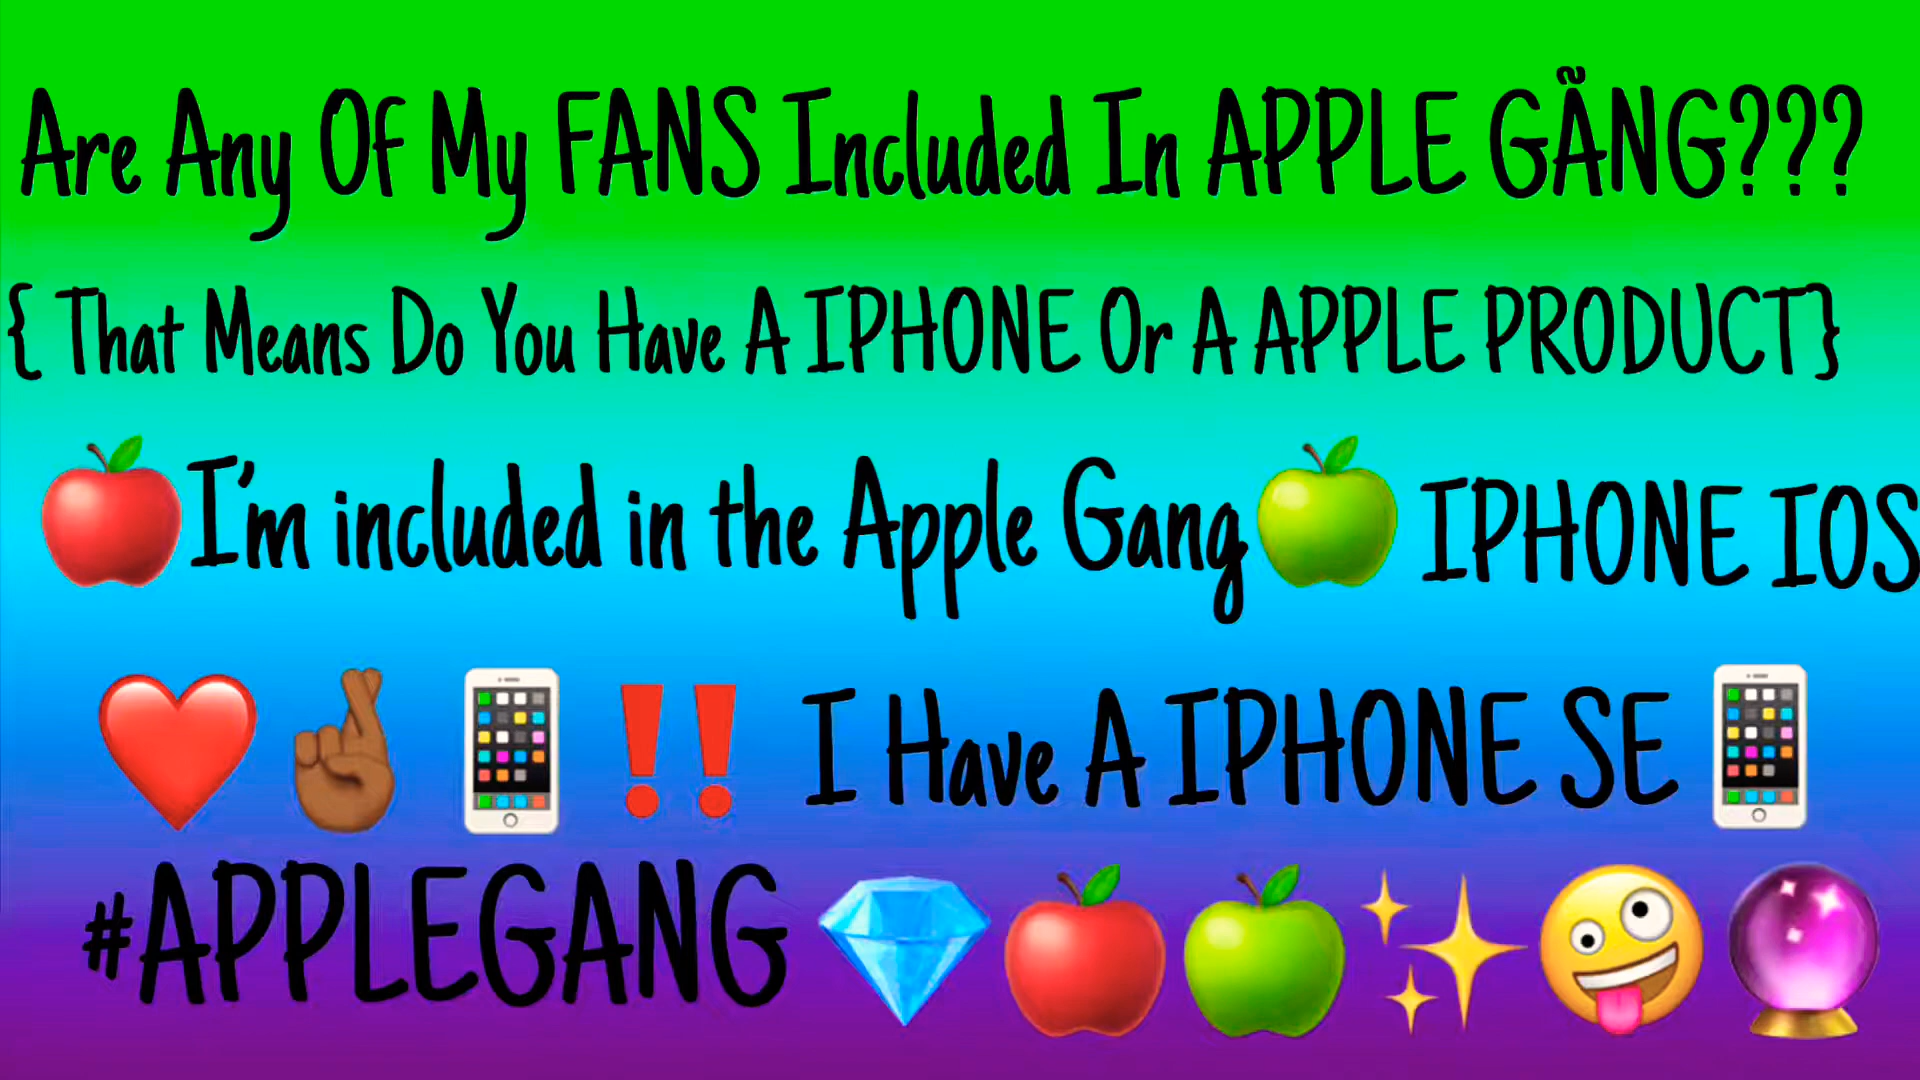 Are Any OF My FANS Included In APPLE GÃNG???
{ That Means Do You Have A IPHONE Or A APPLE PRODUCT}
🍎I'm included in the Apple Gang🍏 IPHONE IOS
❤️🤞🏾📱‼️ I Have A IPHONE SE📱
#APPLEGANG 💎🍎🍏✨🤪🔮